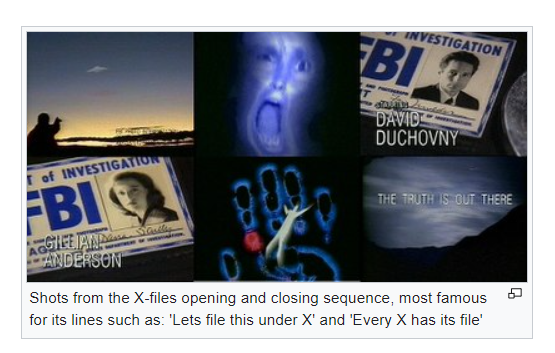 OF INVESTIGATION
FBI
STARRING
DAVID
DUCHOVNY
T of INVESTIGATION
FBI
GILLIAN
ANDERSON
THE TRUTH IS OUT THERE
Shots from the X-files opening and closing sequence, most famous
for its lines such as: 'Lets file this under X' and 'Every X has its file'